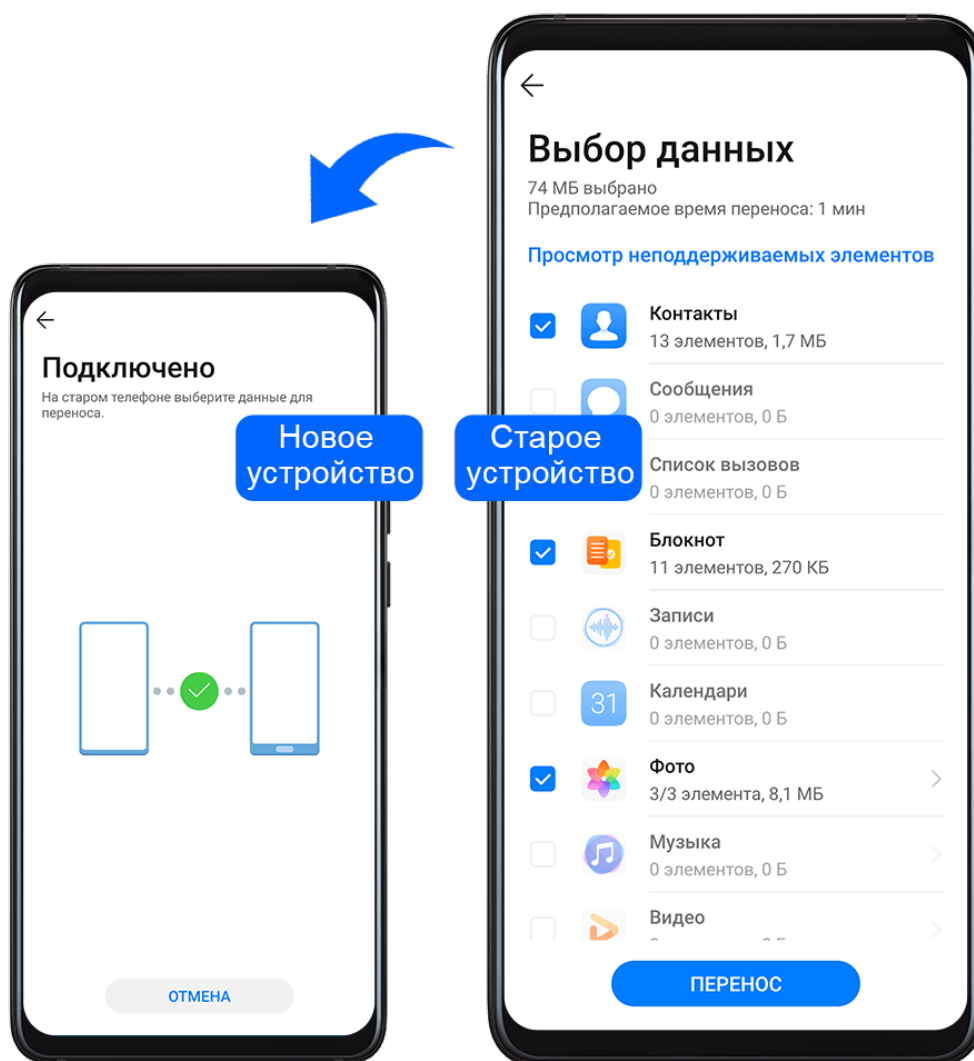 Подключено
На старом телефоне выберите данные для
переноса.
Новое
устройство
ОТМЕНА
Выбор данных
74 МБ выбрано
Предполагаемое время переноса: 1 мин
Просмотр неподдерживаемых элементов
Контакты
13 элементов, 1,7 МБ
Сообщения
0 элементов, 0 Б
Старое
устройство
Список вызовов
0 элементов, 0 Б
Блокнот
11 элементов, 270 КБ
Записи
0 элементов, 0 Б
31
Календари
0 элементов, 0 Б
Фото
3/3 элемента, 8,1 МБ
Музыка
0 элементов, 0 Б
Видео
ПЕРЕНОС